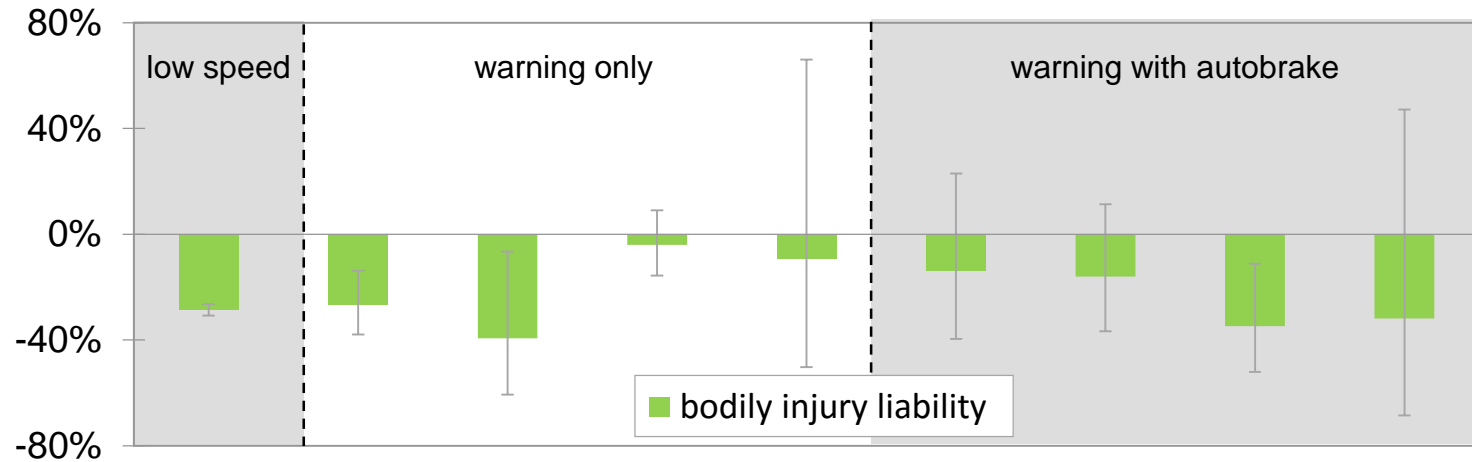 80%
low speed
warning only
warning with autobrake
40%
0%
-40%
bodily injury liability
-80%